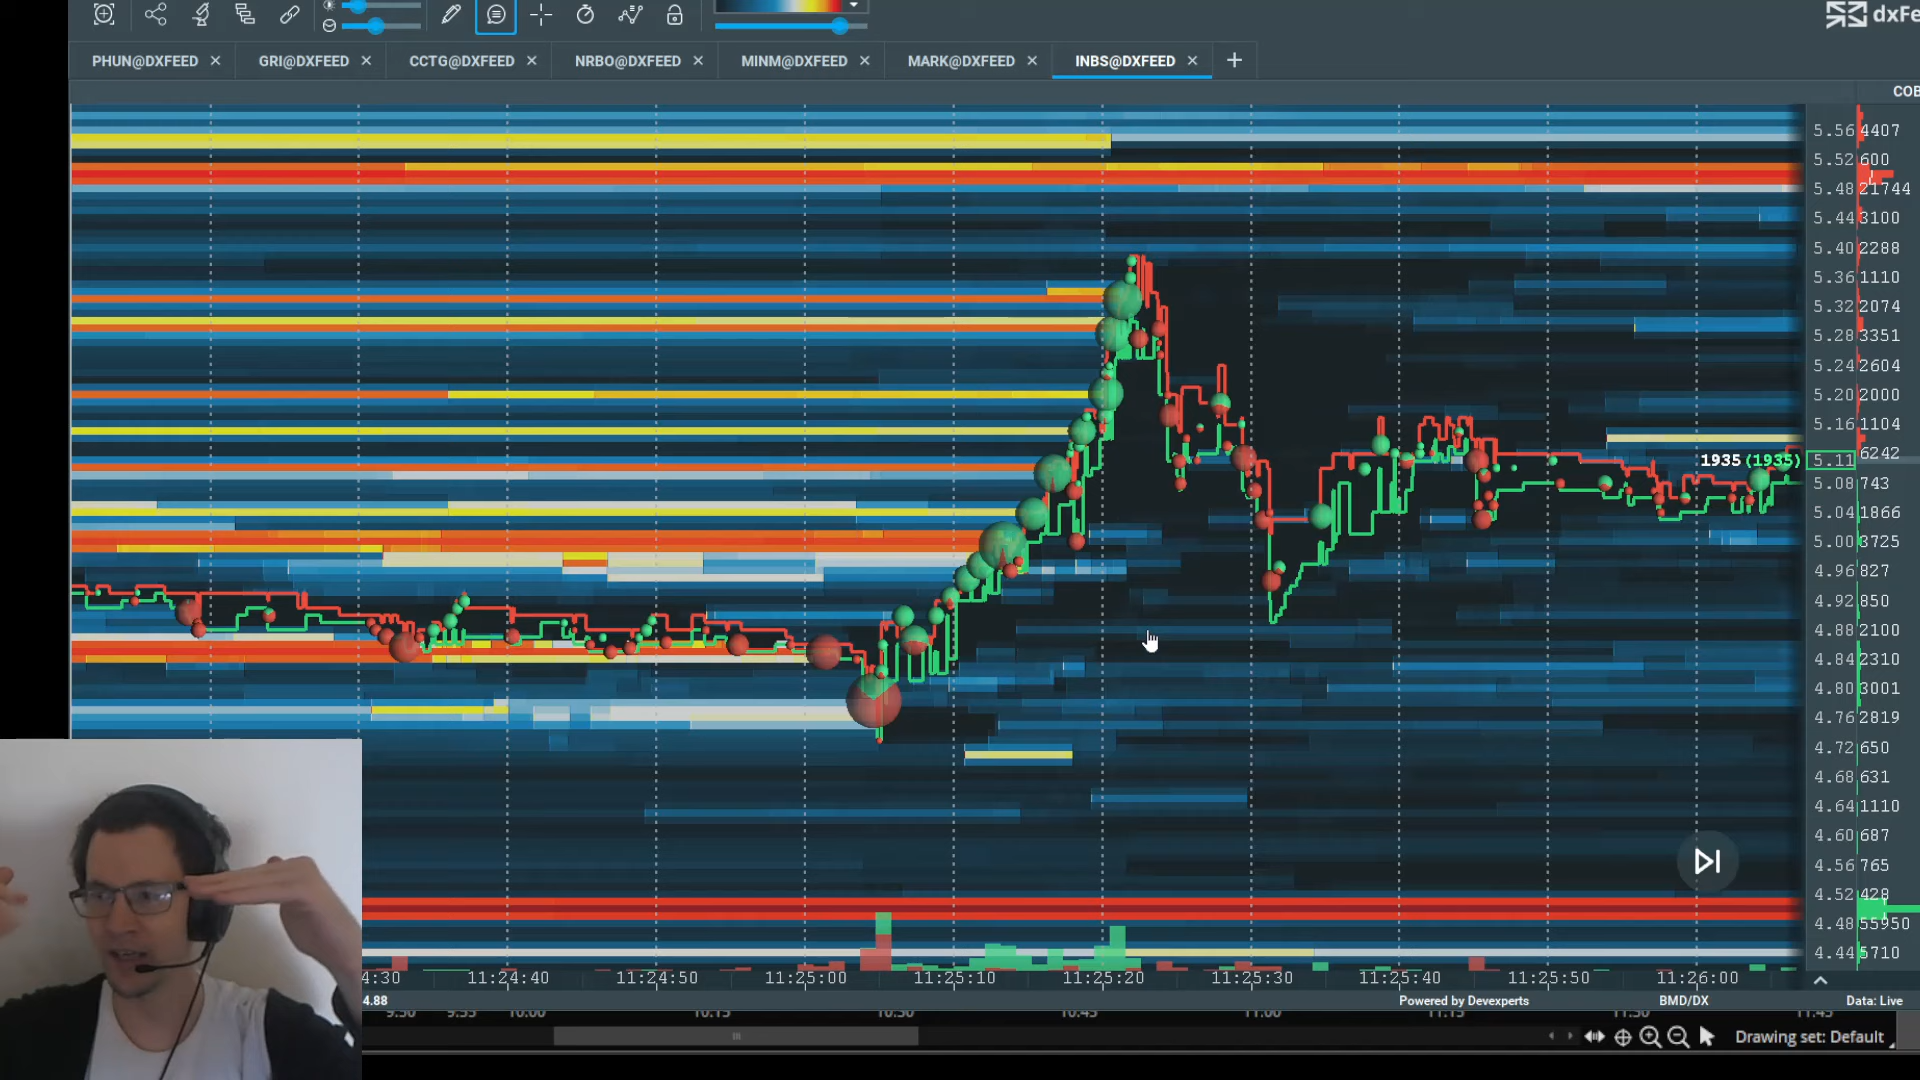 dxFe
PHUN@DXFEED
GRI@DXFEED
CCTG@DXFEED
NRBO@DXFEED
MINM@DXFEED
MARK@DXFEED
INBS@DXFEED
COB
5.56 4407
5.52 600
5.48 21744
5.44 3100
5.40 2288
5.36 1110
5.32 2074
5.28 3351
5.24 2604
5.20 2000
5.16 1104
1935 (1935) 5.11 6242
5.08 743
5.04 1866
5.00 3725
4.96 827
4.92 850
4.88 2100
4.84 2310
4.80 3001
4.76 2819
4.72 650
4.68 631
4.64 1110
4.60 687
4.56 765
4.52 428
4.48 55950
4.44 5710
4:30 11:24:40 11:24:50 11:25:00 11:25:10 11:25:20 11:25:30 11:25:40 11:25:50 11:26:00
4.88 Powered by Devexperts BMD/DX Data: Live
9:50 9:55 10:00 10:15 10:30 10:45 11:00 11:15 11:30 11:45
Drawing set: Default